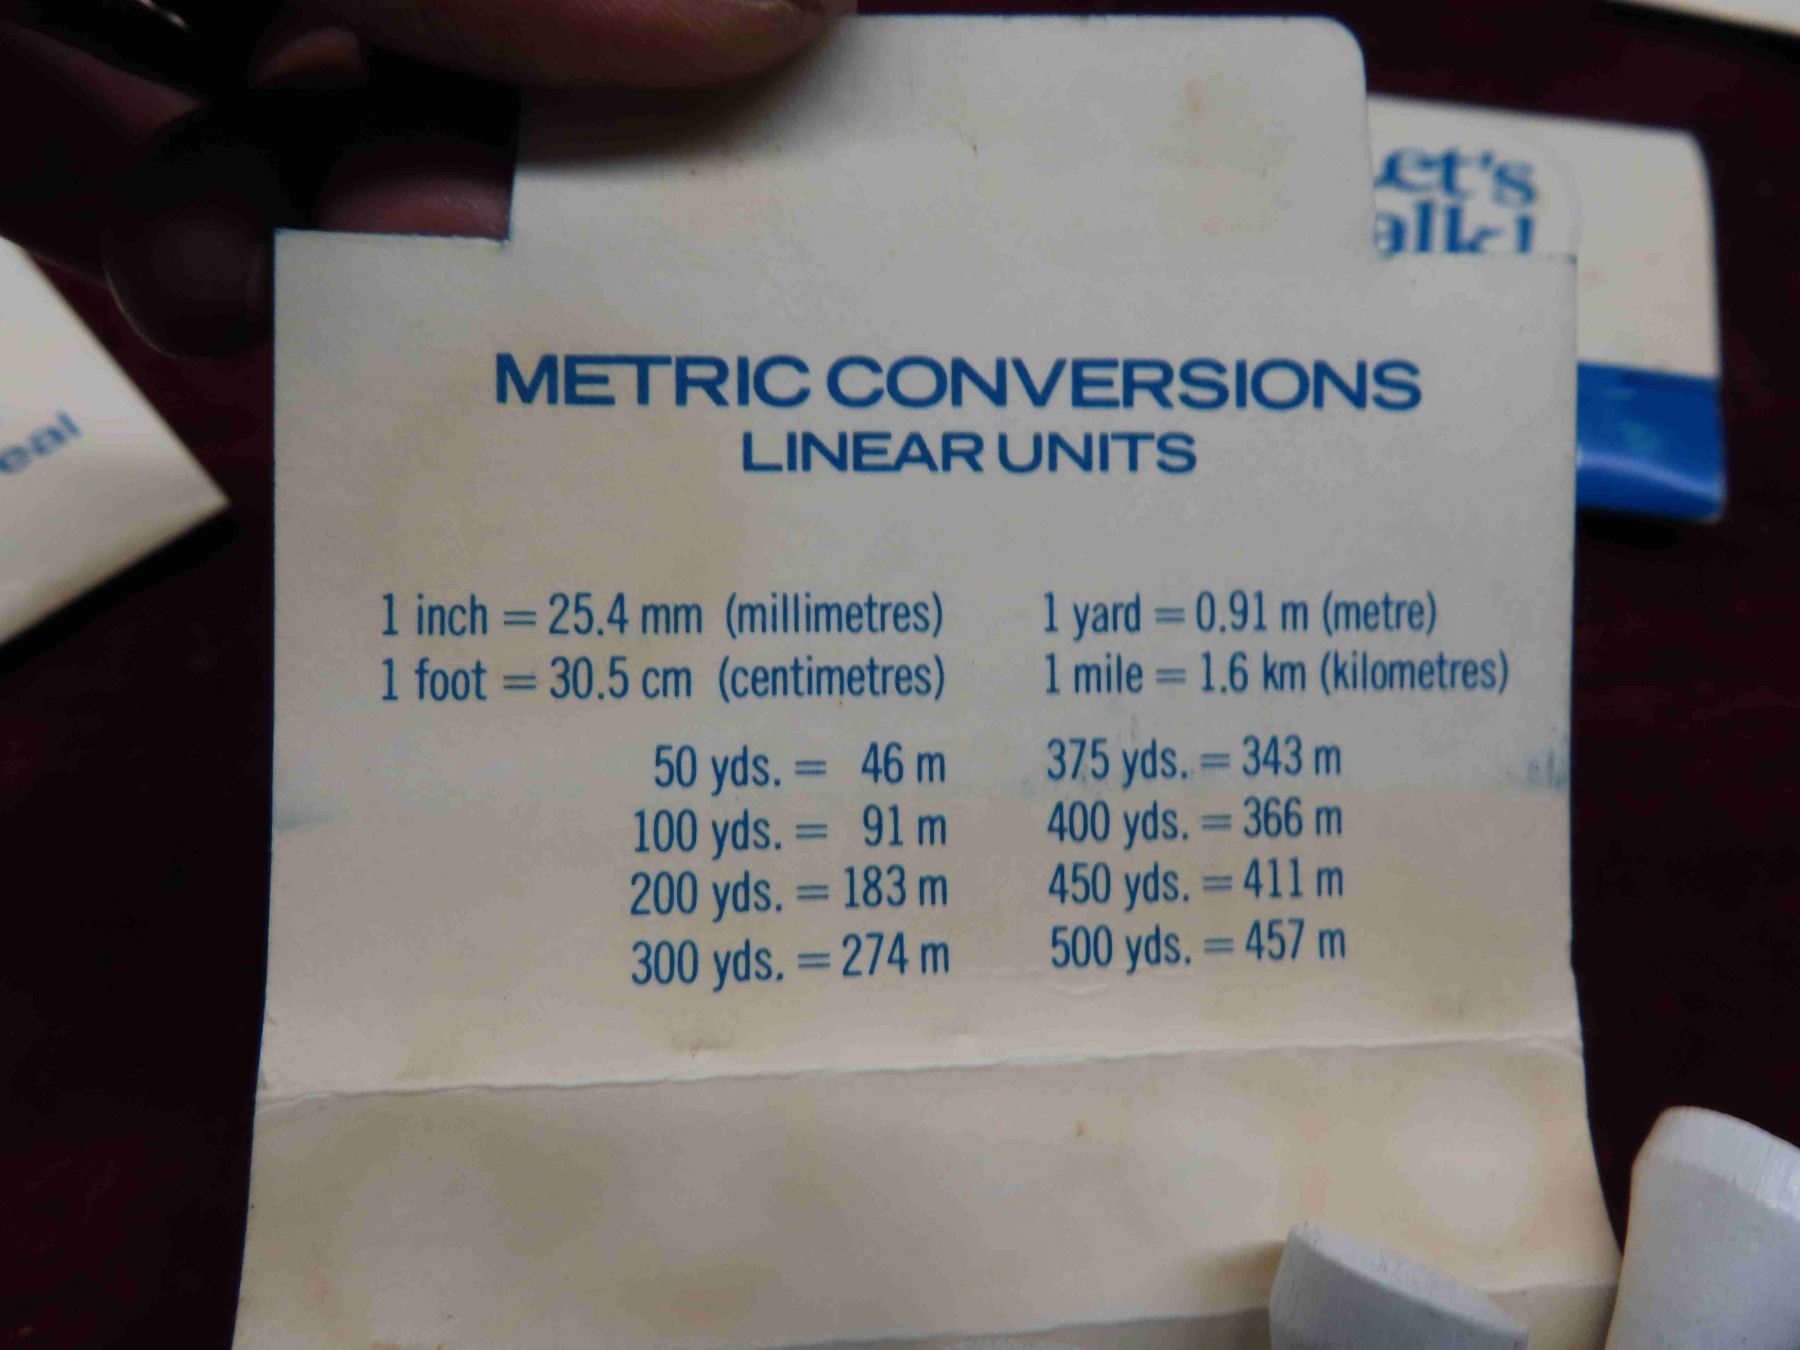 et's
METRIC CONVERSIONS
LINEAR UNITS
eal
1 inch = 25.4 mm (millimetres)
1 foot = 30.5 cm (centimetres)
50 yds. = 46 m
100 yds. = 91 m
200 yds. = 183 m
300 yds. = 274 m
1 yard = 0.91 m (metre)
1 mile = 1.6 km (kilometres)
375 yds. = 343 m
400 yds. = 366 m
450 yds. = 411 m
500 yds. = 457 m